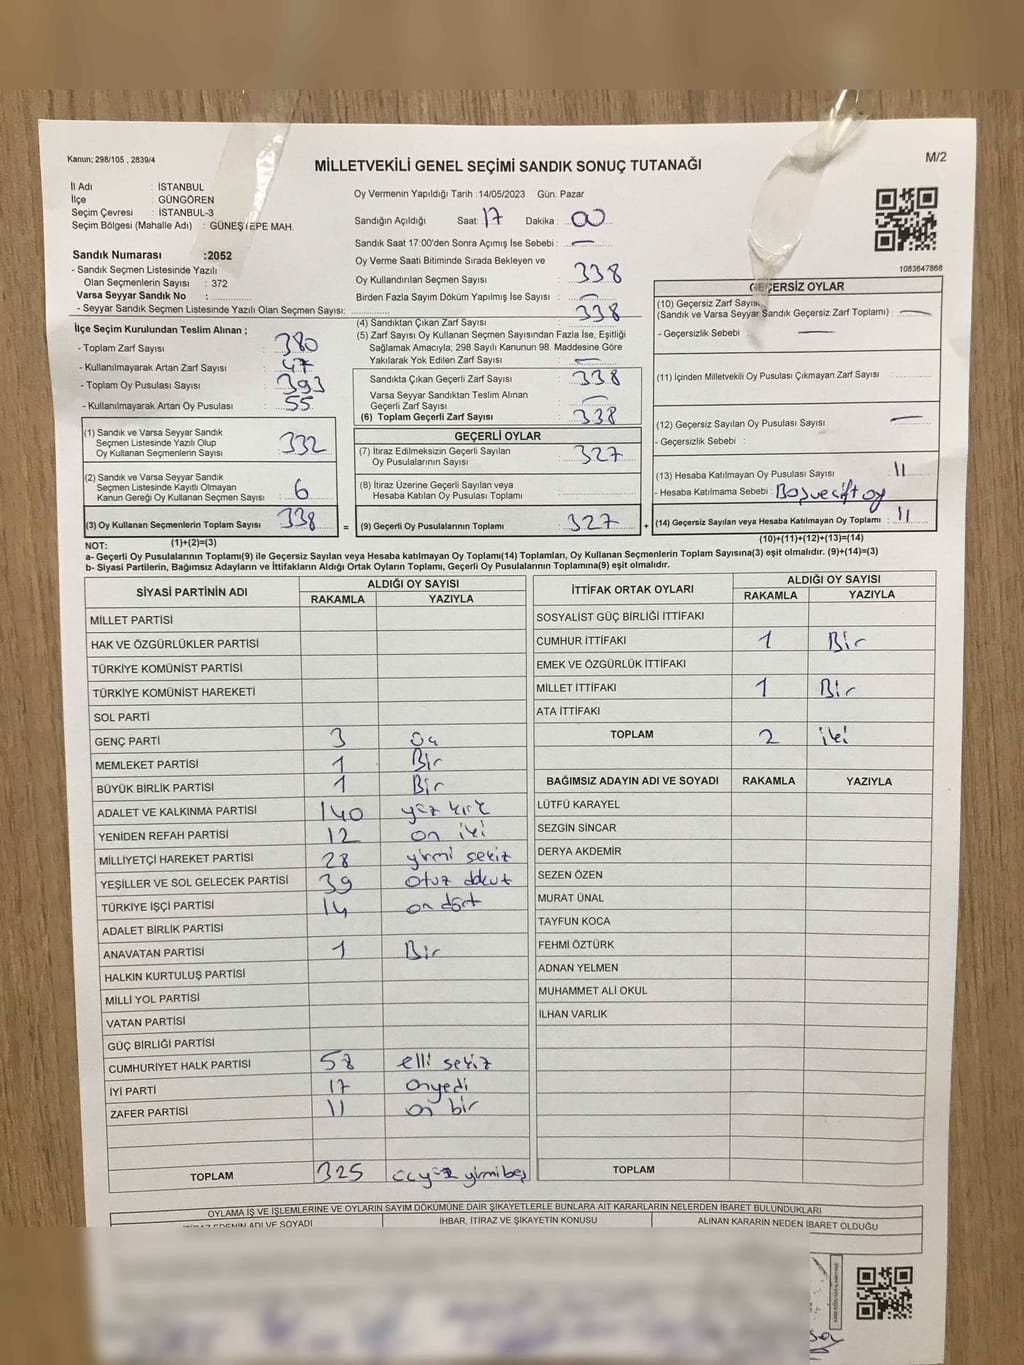 Kanun; 298/105 , 2839/4
MİLLETVEKİLİ GENEL SEÇİMİ SANDIK SONUÇ TUTANAĞI
M/2
İl Adı : İSTANBUL
İlçe : GÜNGÖREN
Seçim Çevresi : İSTANBUL-3
Seçim Bölgesi (Mahalle Adı) : GÜNEŞTEPE MAH.
Sandık Numarası :2052
- Sandık Seçmen Listesinde Yazılı
Olan Seçmenlerin Sayısı : 372
Varsa Seyyar Sandık No :
- Seyyar Sandık Seçmen Listesinde Yazılı Olan Seçmen Sayısı:
İlçe Seçim Kurulundan Teslim Alınan ;
- Toplam Zarf Sayısı : 380
- Kullanılmayarak Artan Zarf Sayısı : 47
- Toplam Oy Pusulası Sayısı : 393
- Kullanılmayarak Artan Oy Pusulası : 55
(1) Sandık ve Varsa Seyyar Sandık
Seçmen Listesinde Yazılı Olup
Oy Kullanan Seçmenlerin Sayısı : 332
(2) Sandık ve Varsa Seyyar Sandık
Seçmen Listesinde Kayıtlı Olmayan
Kanun Gereği Oy Kullanan Seçmen Sayısı : 6
(3) Oy Kullanan Seçmenlerin Toplam Sayısı : 338
(1)+(2)=(3)
Oy Vermenin Yapıldığı Tarih :14/05/2023 Gün: Pazar
Sandığın Açıldığı Saat: 17 Dakika : 00
Sandık Saat 17:00'den Sonra Açımış İse Sebebi : —
Oy Verme Saati Bitiminde Sırada Bekleyen ve
Oy Kullandırılan Seçmen Sayısı : 338
Birden Fazla Sayım Döküm Yapılmış İse Sayısı : —
(4) Sandıktan Çıkan Zarf Sayısı : 338
(5) Zarf Sayısı Oy Kullanan Seçmen Sayısından Fazla İse, Eşitliği
Sağlamak Amacıyla; 298 Sayılı Kanunun 98. Maddesine Göre
Yakılarak Yok Edilen Zarf Sayısı : —
Sandıkta Çıkan Geçerli Zarf Sayısı : 338
Varsa Seyyar Sandıktan Teslim Alınan
Geçerli Zarf Sayısı : —
(6) Toplam Geçerli Zarf Sayısı : 338
GEÇERLİ OYLAR
(7) İtiraz Edilmeksizin Geçerli Sayılan
Oy Pusulalarının Sayısı : 327
(8) İtiraz Üzerine Geçerli Sayılan veya
Hesaba Katılan Oy Pusulası Toplamı :
= (9) Geçerli Oy Pusulalarının Toplamı : 327 +
1083647868
GEÇERSİZ OYLAR
(10) Geçersiz Zarf Sayısı
(Sandık ve Varsa Seyyar Sandık Geçersiz Zarf Toplamı) : —
- Geçersizlik Sebebi : —
(11) İçinden Milletvekili Oy Pusulası Çıkmayan Zarf Sayısı :
(12) Geçersiz Sayılan Oy Pusulası Sayısı : —
- Geçersizlik Sebebi :
(13) Hesaba Katılmayan Oy Pusulası Sayısı : 11
- Hesaba Katılmama Sebebi : Boş ve çift oy
(14) Geçersiz Sayılan veya Hesaba Katılmayan Oy Toplamı : 11
(10)+(11)+(12)+(13)=(14)
NOT:
a- Geçerli Oy Pusulalarının Toplamı(9) ile Geçersiz Sayılan veya Hesaba katılmayan Oy Toplamı(14) Toplamları, Oy Kullanan Seçmenlerin Toplam Sayısına(3) eşit olmalıdır. (9)+(14)=(3)
b- Siyasi Partilerin, Bağımsız Adayların ve İttifakların Aldığı Ortak Oyların Toplamı, Geçerli Oy Pusulalarının Toplamına(9) eşit olmalıdır.
SİYASİ PARTİNİN ADI ALDIĞI OY SAYISI
RAKAMLA YAZIYLA
MİLLET PARTİSİ
HAK VE ÖZGÜRLÜKLER PARTİSİ
TÜRKİYE KOMÜNİST PARTİSİ
TÜRKİYE KOMÜNİST HAREKETİ
SOL PARTİ
GENÇ PARTİ 3 üç
MEMLEKET PARTİSİ 1 Bir
BÜYÜK BİRLİK PARTİSİ 1 Bir
ADALET VE KALKINMA PARTİSİ 140 yüz kırk
YENİDEN REFAH PARTİSİ 12 on iki
MİLLİYETÇİ HAREKET PARTİSİ 28 yirmi sekiz
YEŞİLLER VE SOL GELECEK PARTİSİ 39 otuz dokuz
TÜRKİYE İŞÇİ PARTİSİ 14 on dört
ADALET BİRLİK PARTİSİ
ANAVATAN PARTİSİ 1 Bir
HALKIN KURTULUŞ PARTİSİ
MİLLİ YOL PARTİSİ
VATAN PARTİSİ
GÜÇ BİRLİĞİ PARTİSİ
CUMHURİYET HALK PARTİSİ 58 elli sekiz
İYİ PARTİ 17 onyedi
ZAFER PARTİSİ 11 on bir
TOPLAM 325 üçyüz yirmibeş
İTTİFAK ORTAK OYLARI ALDIĞI OY SAYISI
RAKAMLA YAZIYLA
SOSYALİST GÜÇ BİRLİĞİ İTTİFAKI
CUMHUR İTTİFAKI 1 Bir
EMEK VE ÖZGÜRLÜK İTTİFAKI
MİLLET İTTİFAKI 1 Bir
ATA İTTİFAKI
TOPLAM 2 iki
BAĞIMSIZ ADAYIN ADI VE SOYADI RAKAMLA YAZIYLA
LÜTFÜ KARAYEL
SEZGİN SİNCAR
DERYA AKDEMİR
SEZEN ÖZEN
MURAT ÜNAL
TAYFUN KOCA
FEHMİ ÖZTÜRK
ADNAN YELMEN
MUHAMMET ALİ OKUL
İLHAN VARLIK
TOPLAM
OYLAMA İŞ VE İŞLEMLERİNE VE OYLARIN SAYIM DÖKÜMÜNE DAİR ŞİKAYETLERLE BUNLARA AİT KARARLARIN NELERDEN İBARET BULUNDUKLARI
İTİRAZ EDENİN ADI VE SOYADI İHBAR, İTİRAZ VE ŞİKAYETİN KONUSU ALINAN KARARIN NEDEN İBARET OLDUĞU